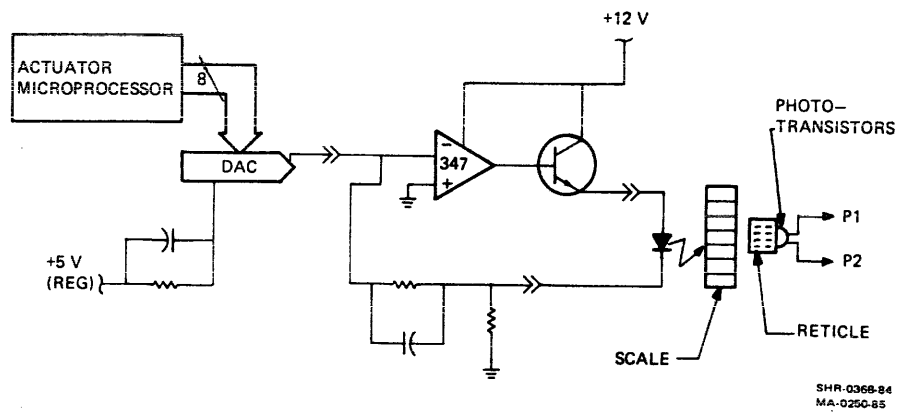 +12 V
ACTUATOR
MICROPROCESSOR
8
PHOTO–
TRANSISTORS
DAC
–
347
+
P1
P2
+5 V
(REG)
RETICLE
SCALE
SHR-0368-84
MA-0250-85